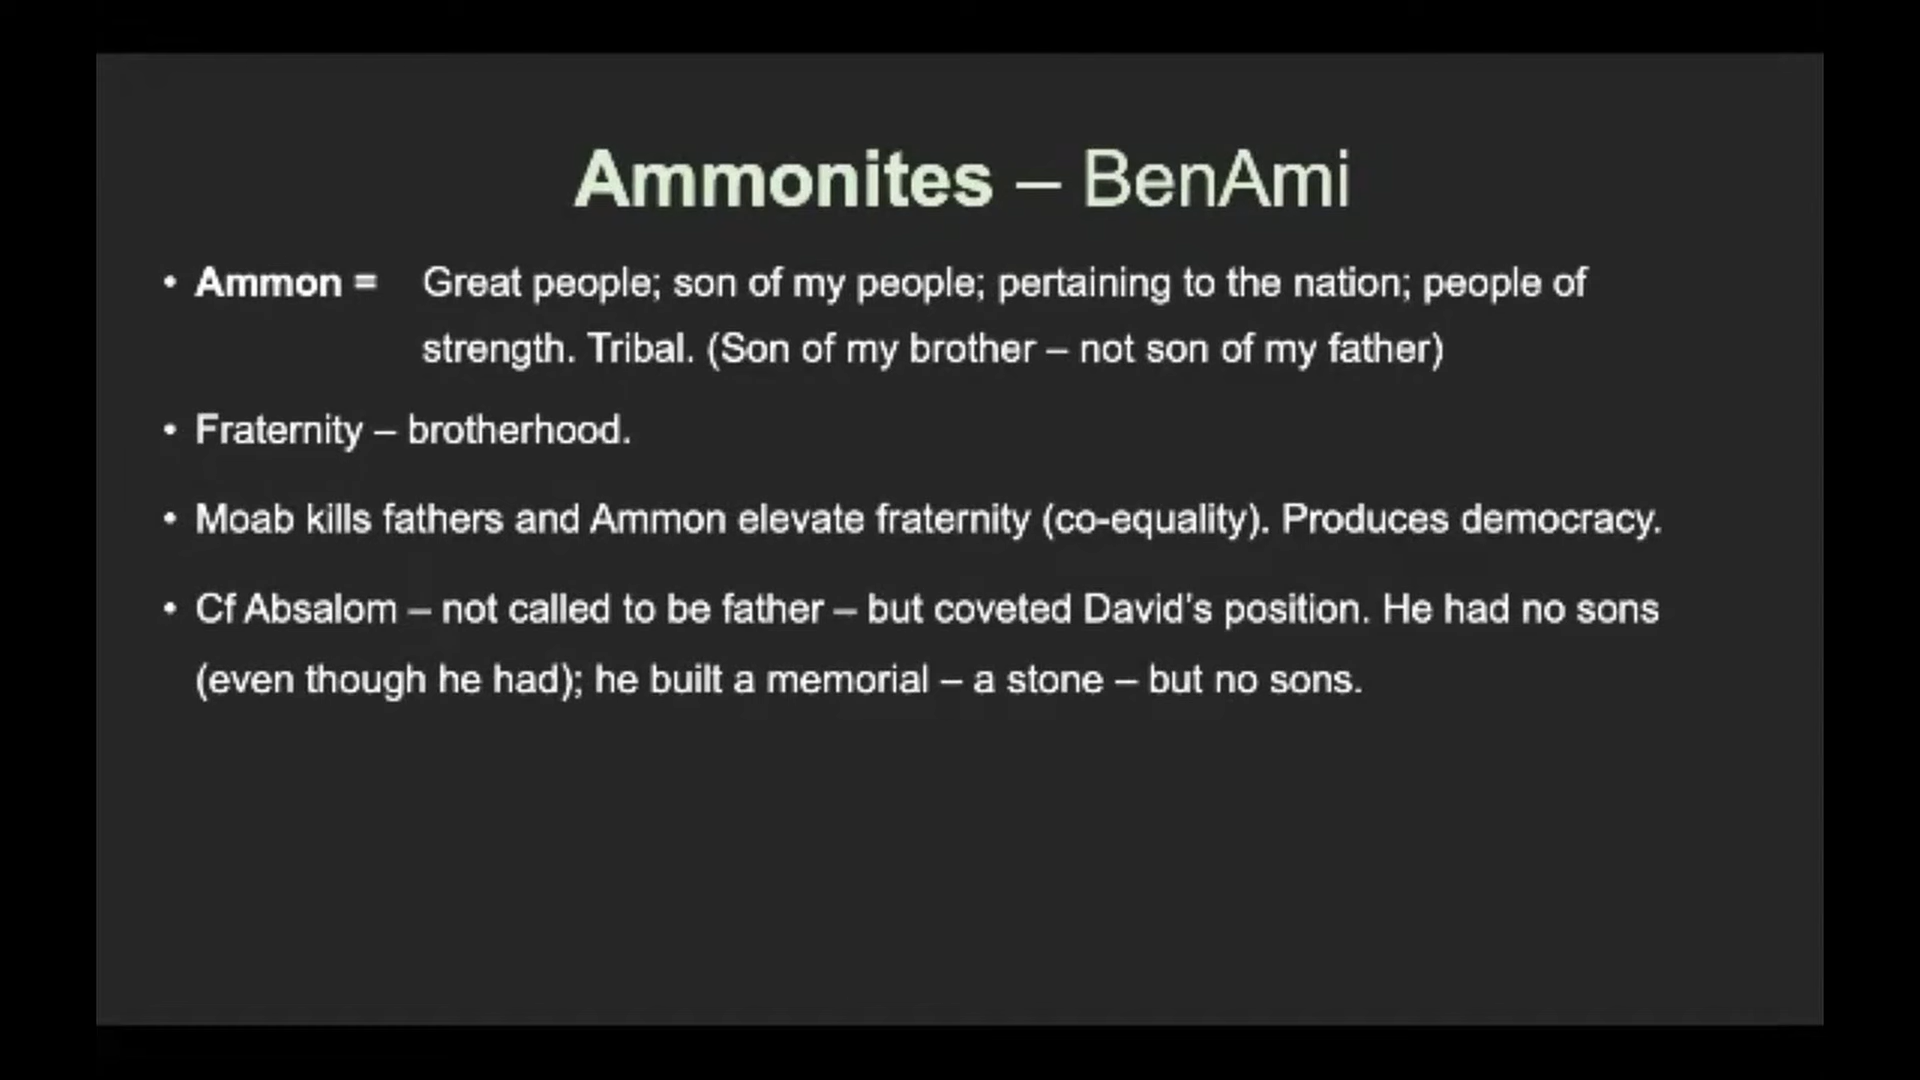 Ammonites – BenAmi
• Ammon = Great people; son of my people; pertaining to the nation; people of
strength. Tribal. (Son of my brother – not son of my father)
• Fraternity – brotherhood.
• Moab kills fathers and Ammon elevate fraternity (co-equality). Produces democracy.
• Cf Absalom – not called to be father – but coveted David's position. He had no sons
(even though he had); he built a memorial – a stone – but no sons.